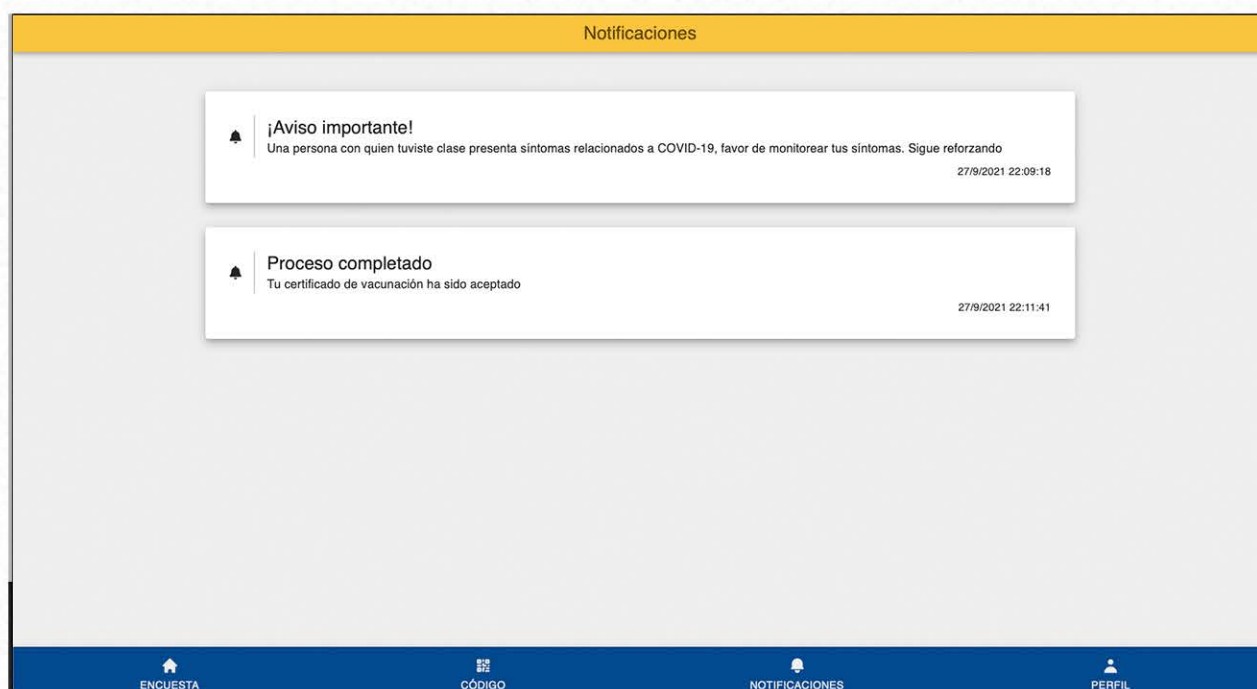 Notificaciones
¡Aviso importante!
Una persona con quien tuviste clase presenta síntomas relacionados a COVID-19, favor de monitorear tus síntomas. Sigue reforzando
27/9/2021 22:09:18
Proceso completado
Tu certificado de vacunación ha sido aceptado
27/9/2021 22:11:41
ENCUESTA
CÓDIGO
NOTIFICACIONES
PERFIL